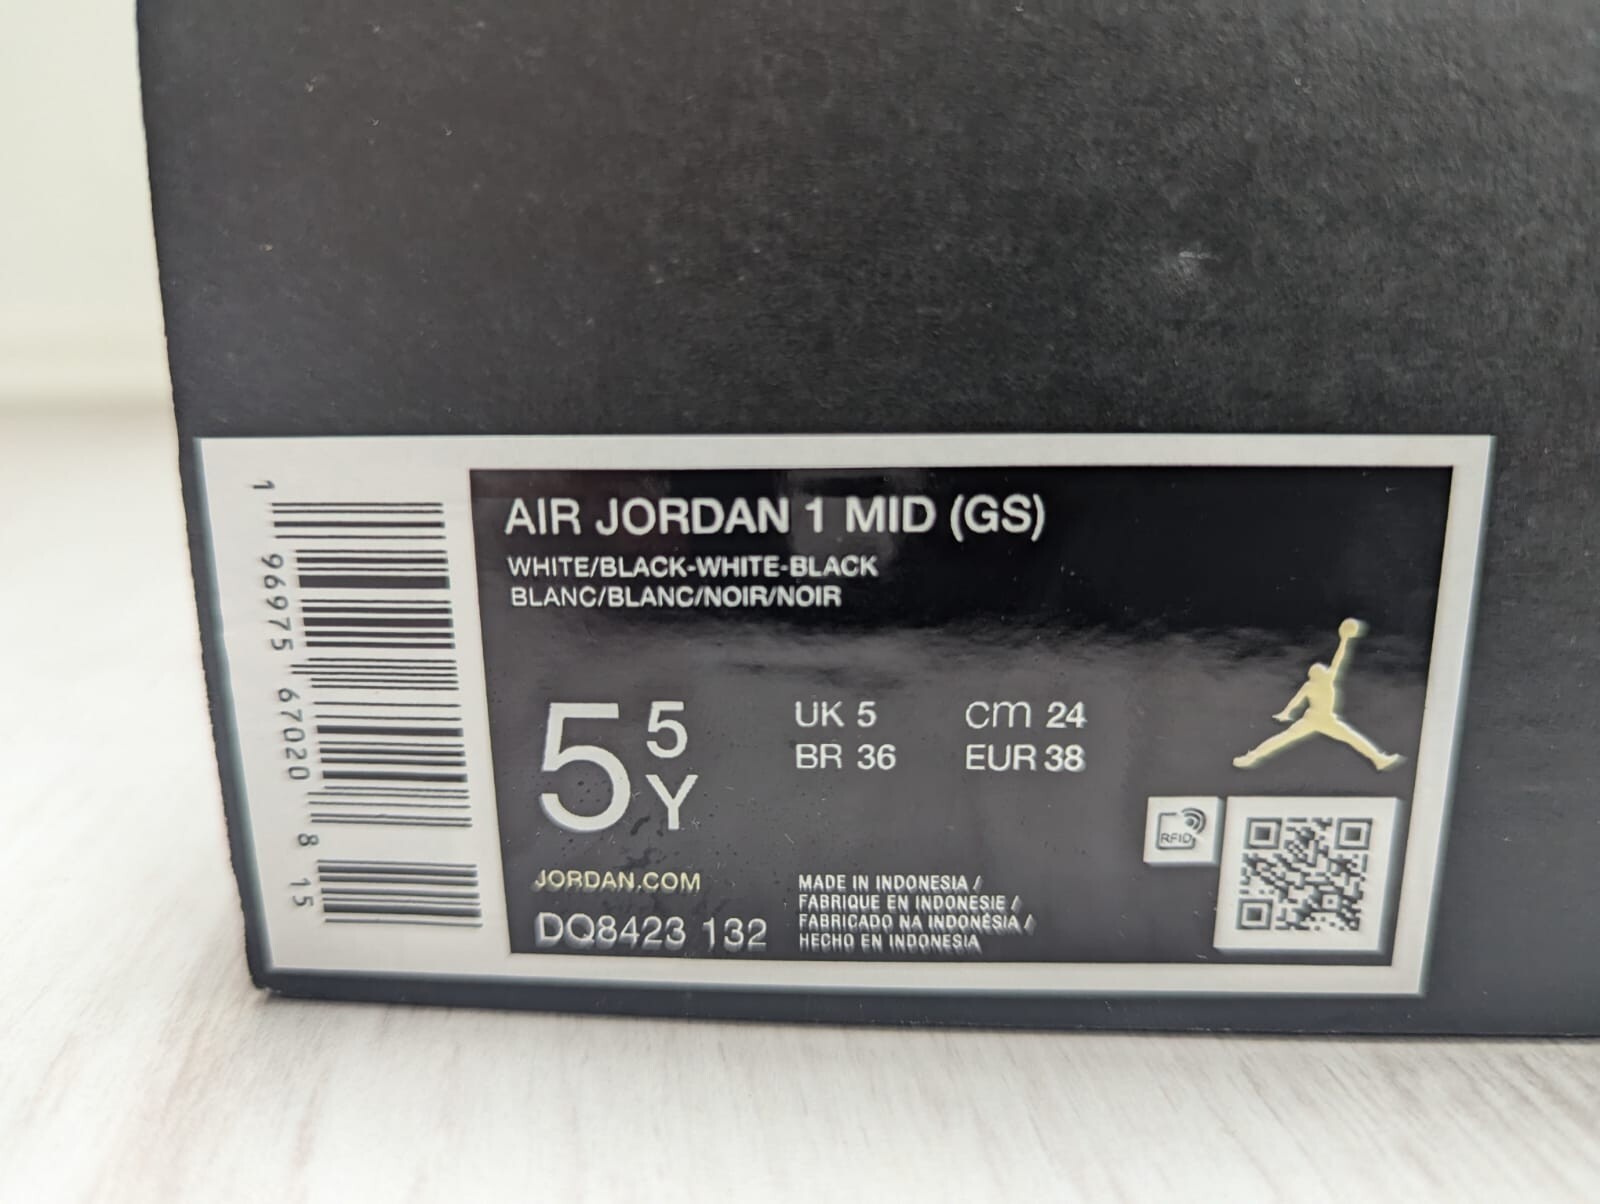 AIR JORDAN 1 MID (GS)
WHITE/BLACK-WHITE-BLACK
BLANC/BLANC/NOIR/NOIR
5 5 Y
UK 5 cm 24
BR 36 EUR 38
RFID
JORDAN.COM
DQ8423 132
MADE IN INDONESIA /
FABRIQUE EN INDONESIE /
FABRICADO NA INDONÉSIA /
HECHO EN INDONESIA
1 96975 67020 8 15